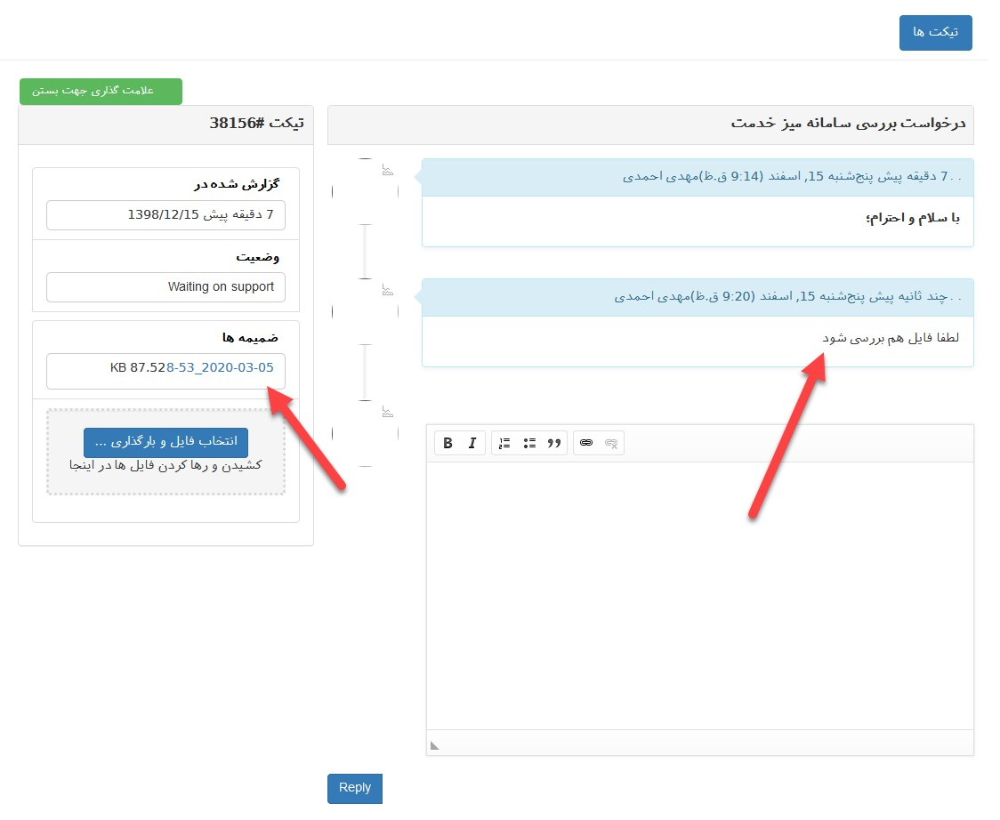 تیکت ها
علامت گذاری جهت بستن
درخواست بررسی سامانه میز خدمت
. .7 دقیقه پیش پنج‌شنبه 15, اسفند (9:14 ق.ظ)مهدی احمدی
با سلام و احترام؛
. .چند ثانیه پیش پنج‌شنبه 15, اسفند (9:20 ق.ظ)مهدی احمدی
لطفا فایل هم بررسی شود
Reply
تیکت #38156
گزارش شده در
7 دقیقه پیش 1398/12/15
وضعیت
Waiting on support
ضمیمه ها
KB 87.528-53_2020-03-05
انتخاب فایل و بارگذاری ...
کشیدن و رها کردن فایل ها در اینجا